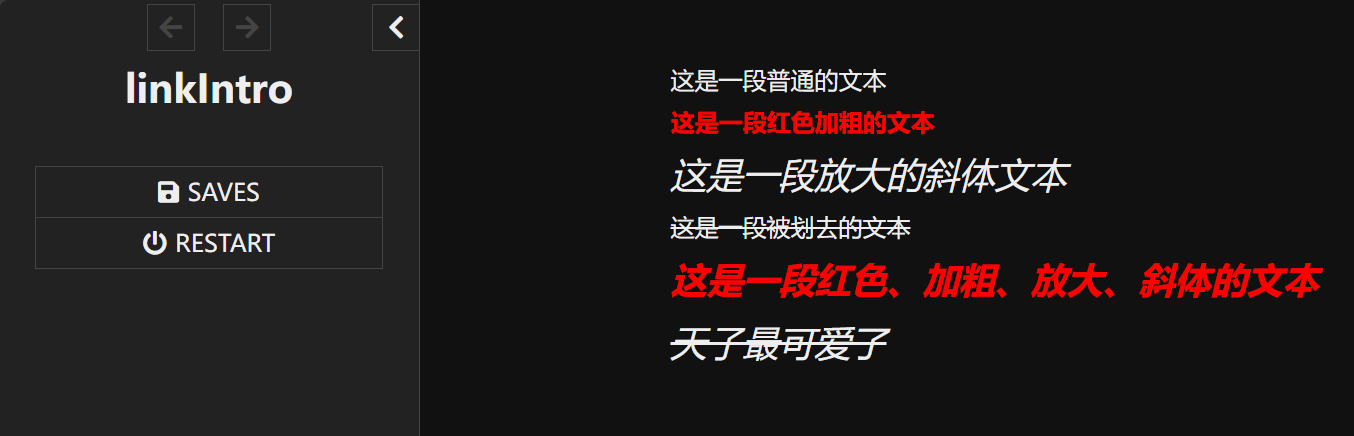 linkIntro
SAVES
RESTART
这是一段普通的文本
这是一段红色加粗的文本
这是一段放大的斜体文本
这是一段被划去的文本
这是一段红色、加粗、放大、斜体的文本
天了最可爱了